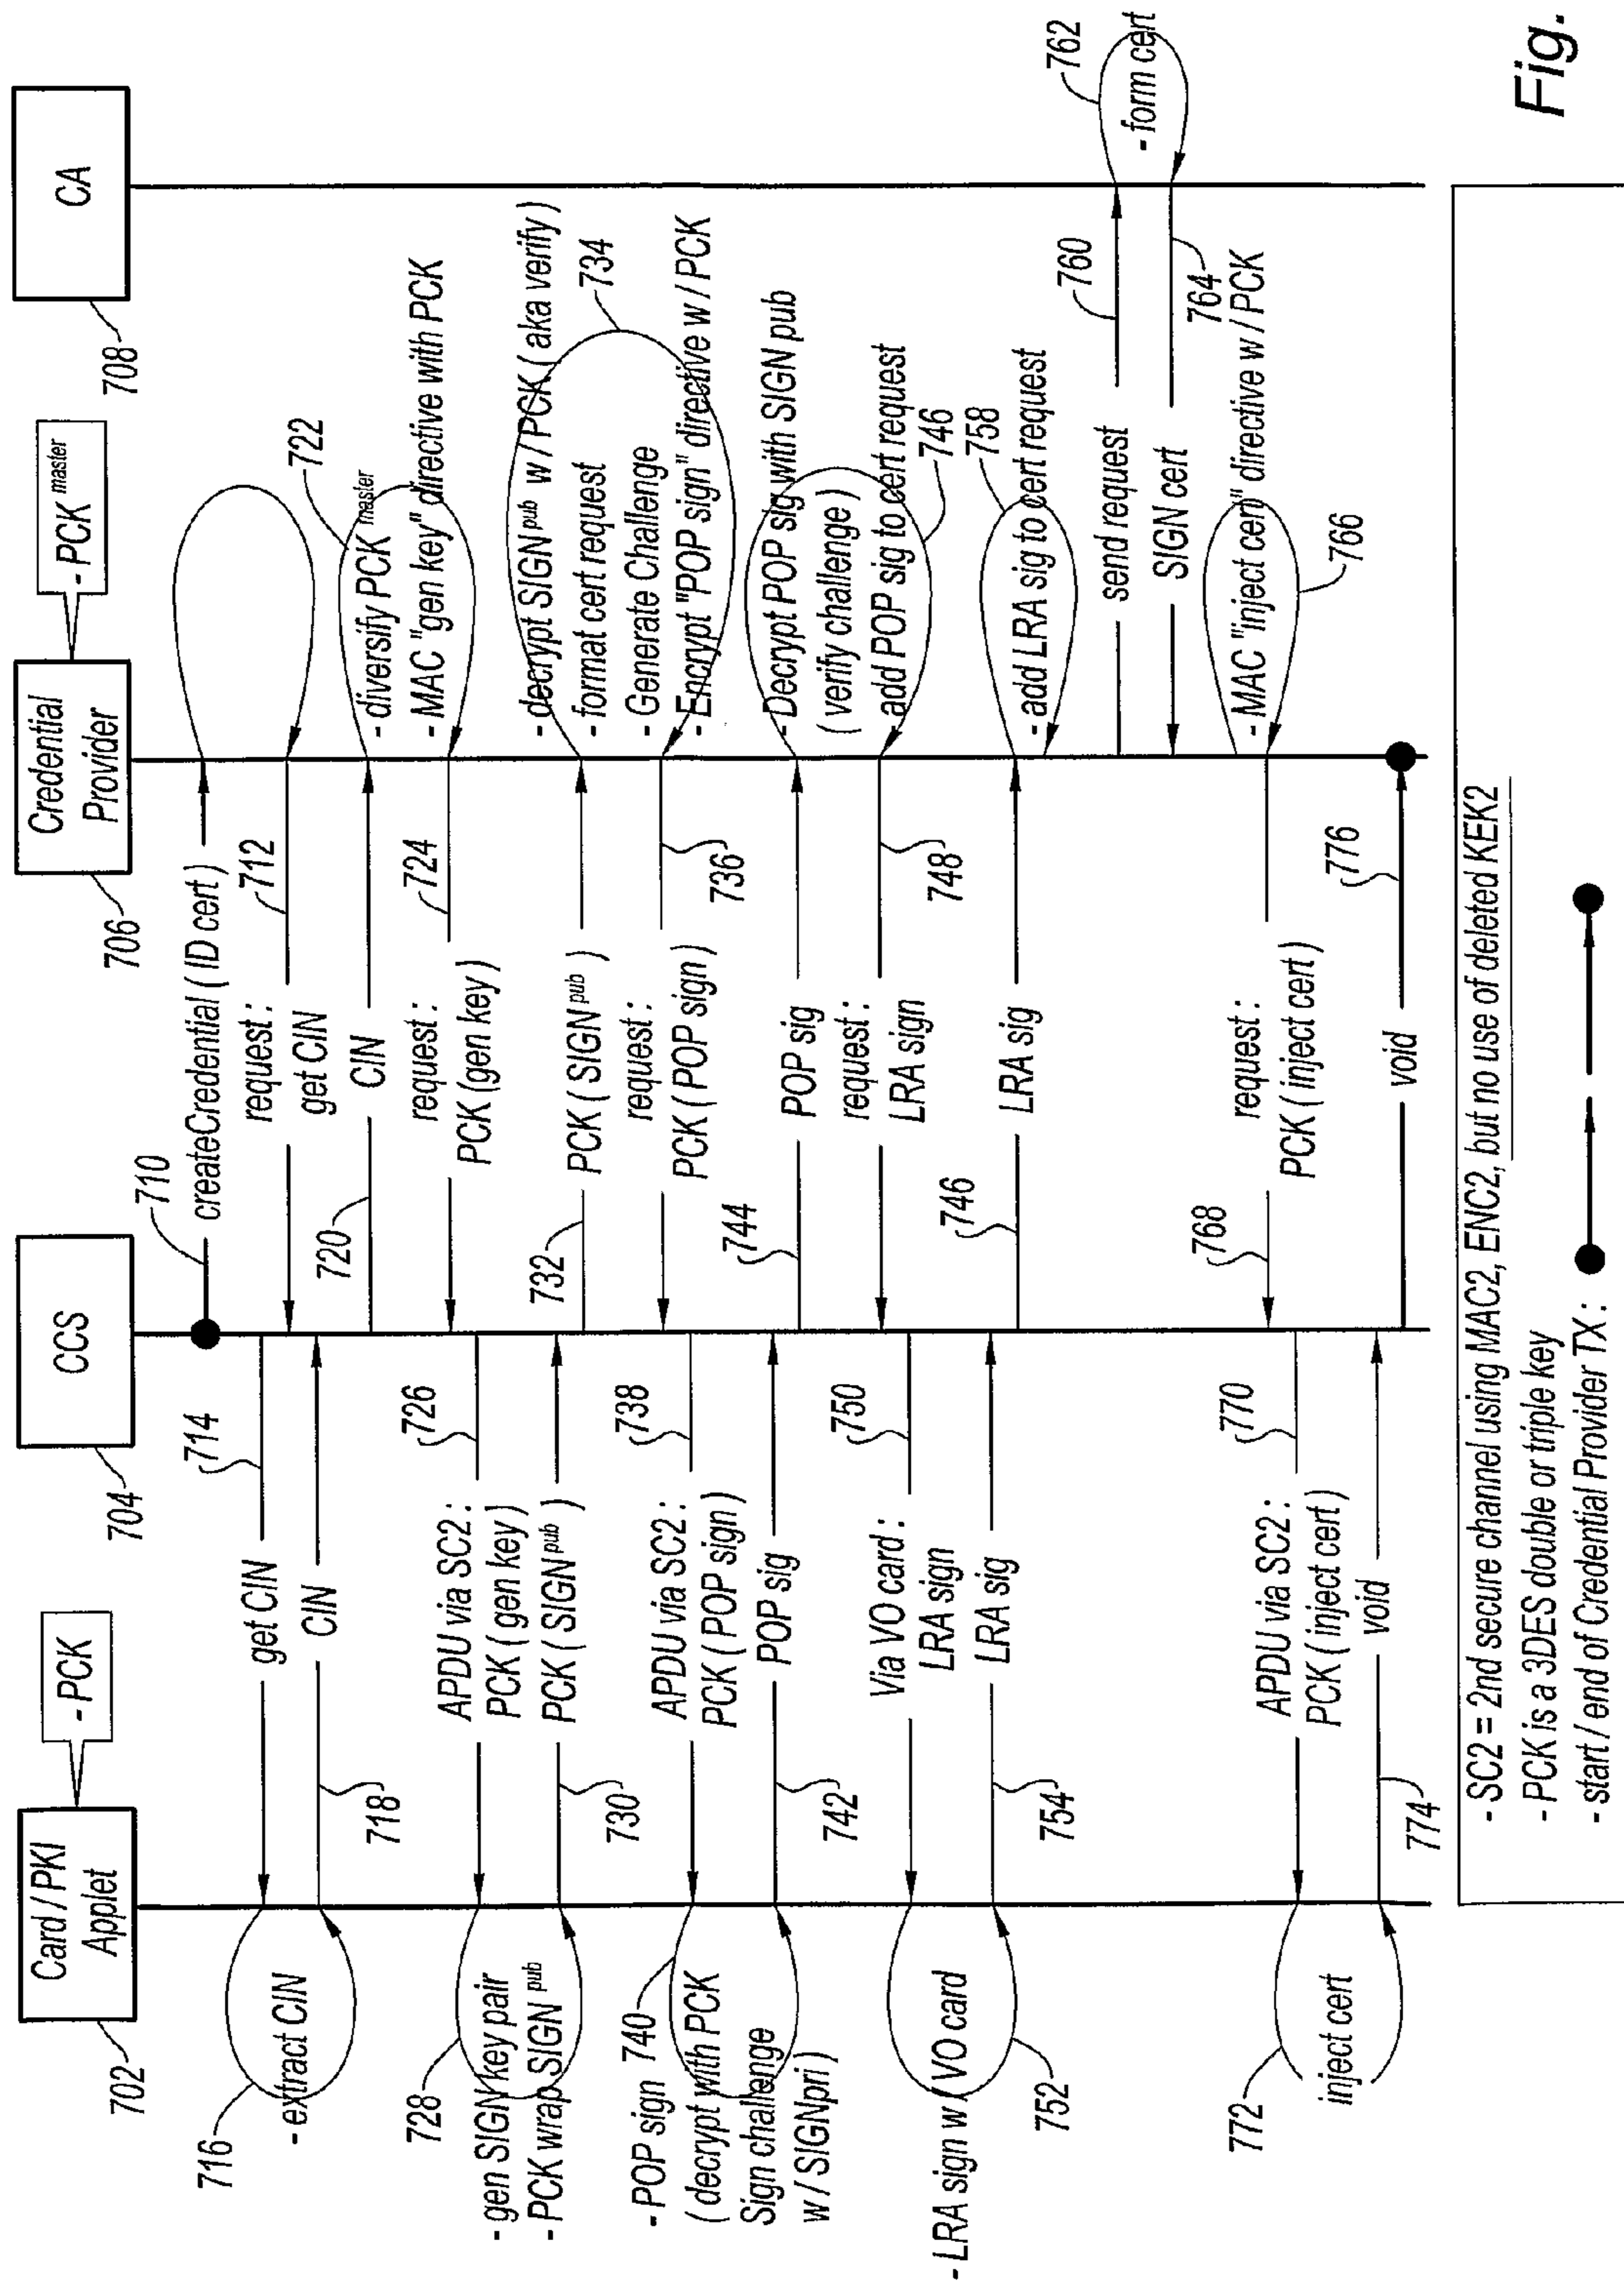 Card / PKI
Applet
- PCK
702
CCS
704
Credential
Provider
- PCK master
706
CA
708
710
createCredential ( ID cert )
request :
get CIN
712
714
get CIN
716
- extract CIN
CIN
718
720
CIN
722
- diversify PCK master
- MAC "gen key" directive with PCK
724
request :
PCK (gen key)
726
APDU via SC2 :
PCK ( gen key )
728
- gen SIGN key pair
- PCK wrap SIGN pub
PCK ( SIGN pub )
730
732
PCK ( SIGN pub )
734
- decrypt SIGN pub w / PCK ( aka verify )
- format cert request
- Generate Challenge
- Encrypt "POP sign" directive w / PCK
736
request :
PCK ( POP sign )
738
APDU via SC2 :
PCK ( POP sign )
- POP sign 740
( decrypt with PCK
Sign challenge
w / SIGNpri )
POP sig
742
744
POP sig
- Decrypt POP sig with SIGN pub
( verify challenge )
- add POP sig to cert request
746
748
request :
LRA sign
750
Via VO card :
LRA sign
- LRA sign w / VO card
752
LRA sig
754
746
LRA sig
758
- add LRA sig to cert request
760
send request
762
- form cert
764
SIGN cert
- MAC "inject cert" directive w / PCK
766
768
request :
PCK ( inject cert )
770
APDU via SC2 :
PCK ( inject cert )
772
inject cert
void
774
776
void
- SC2 = 2nd secure channel using MAC2, ENC2, but no use of deleted KEK2
- PCK is a 3DES double or triple key
- start / end of Credential Provider TX :
Fig.